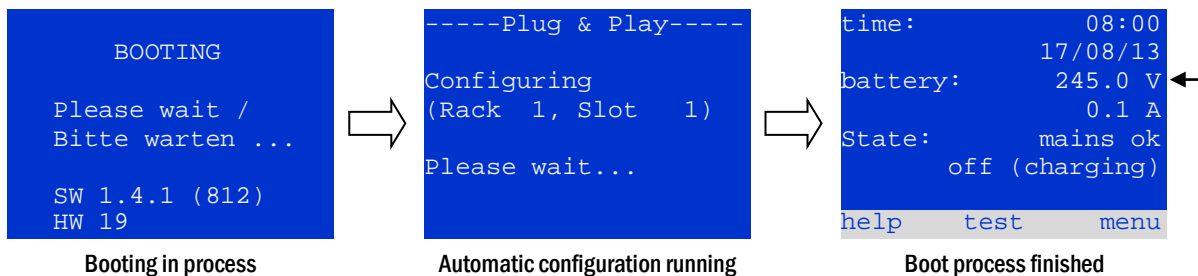 BOOTING
Please wait /
Bitte warten ...
SW 1.4.1 (812)
HW 19
Booting in process
-----Plug & Play-----
Configuring
(Rack 1, Slot 1)
Please wait...
Automatic configuration running
time: 08:00
17/08/13
battery: 245.0 V
0.1 A
State: mains ok
off (charging)
help test menu
Boot process finished